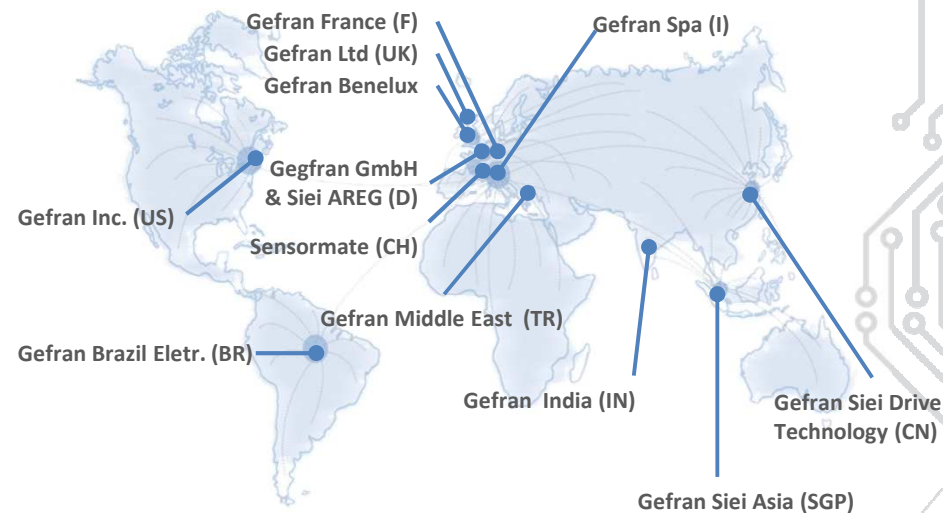 Gefran France (F)
Gefran Spa (I)
Gefran Ltd (UK)
Gefran Benelux
Gegfran GmbH
& Siei AREG (D)
Gefran Inc. (US)
Sensormate (CH)
Gefran Middle East (TR)
Gefran Brazil Eletr. (BR)
Gefran India (IN)
Gefran Siei Drive
Technology (CN)
Gefran Siei Asia (SGP)